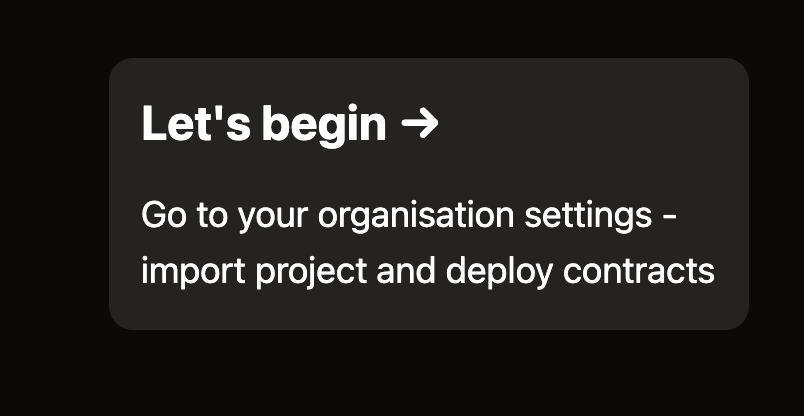 Let's begin →
Go to your organisation settings -
import project and deploy contracts